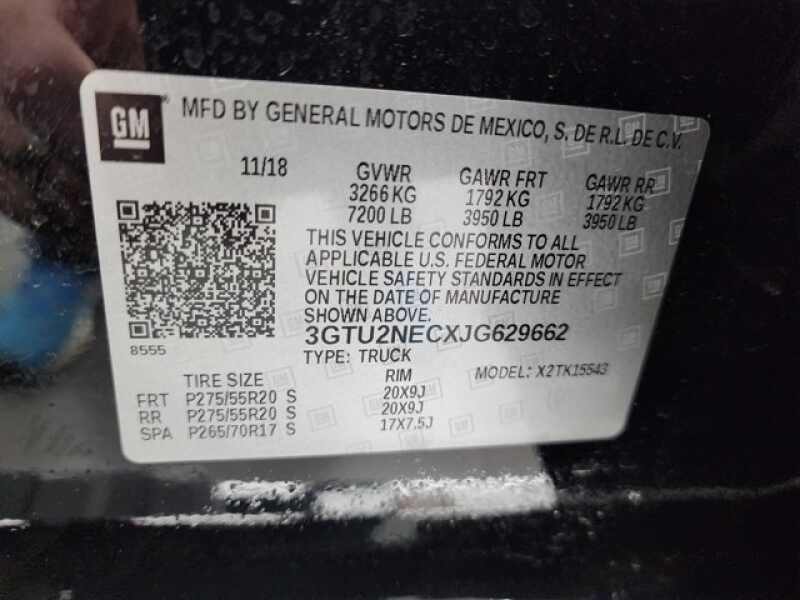 GM
MFD BY GENERAL MOTORS DE MEXICO, S. DE R.L. DE C.V.
11/18 GVWR GAWR FRT GAWR RR
3266 KG 1792 KG 1792 KG
7200 LB 3950 LB 3950 LB
THIS VEHICLE CONFORMS TO ALL
APPLICABLE U.S. FEDERAL MOTOR
VEHICLE SAFETY STANDARDS IN EFFECT
ON THE DATE OF MANUFACTURE
SHOWN ABOVE.
3GTU2NECXJG629662
8555
TYPE: TRUCK
MODEL: X2TK15543
TIRE SIZE RIM
FRT P275/55R20 S 20X9J
RR P275/55R20 S 20X9J
SPA P265/70R17 S 17X7.5J